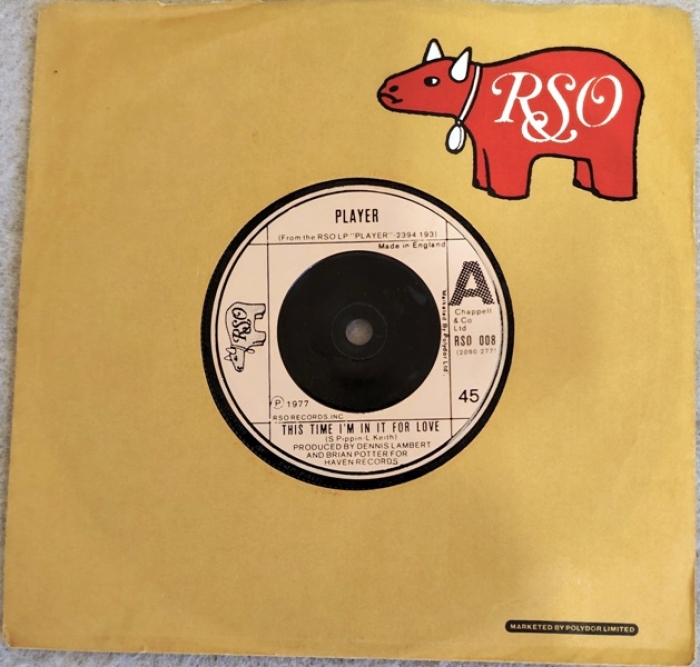 RSO
PLAYER
(From the RSO LP "PLAYER"-2394 193)
Made in England
A
Chappell
& Co
Ltd
RSO 008
(2090 277)
Marketed By Polydor Ltd.
RSO
45
Ⓟ 1977
RSO RECORDS, INC
THIS TIME I'M IN IT FOR LOVE
(S.Pippin-L.Keith)
PRODUCED BY DENNIS LAMBERT
AND BRIAN POTTER FOR
HAVEN RECORDS
MARKETED BY POLYDOR LIMITED